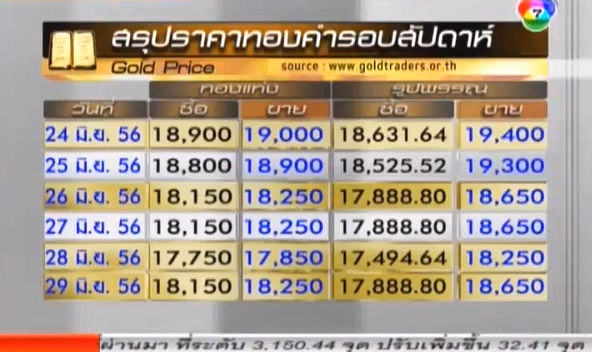 7
สรุปราคาทองคำรอบสัปดาห์
Gold Price source : www.goldtraders.or.th
ทองแท่ง รูปพรรณ
วันที่ ซื้อ ขาย ซื้อ ขาย
24 มิ.ย. 56 18,900 19,000 18,631.64 19,400
25 มิ.ย. 56 18,800 18,900 18,525.52 19,300
26 มิ.ย. 56 18,150 18,250 17,888.80 18,650
27 มิ.ย. 56 18,150 18,250 17,888.80 18,650
28 มิ.ย. 56 17,750 17,850 17,494.64 18,250
29 มิ.ย. 56 18,150 18,250 17,888.80 18,650
ผ่านมา ที่ระดับ 3,150.44 จุด ปรับเพิ่มขึ้น 32.41 จุด